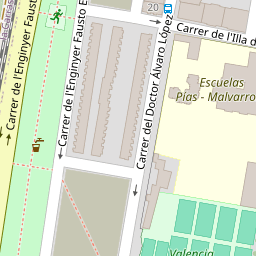 20
Carrer de l'Illa d
Carrer de l'Enginyer Faust
Carrer de l'Enginyer Fausto E
Carrer del Doctor Álvaro López
Escuelas
Pías - Malvarro
Valencia